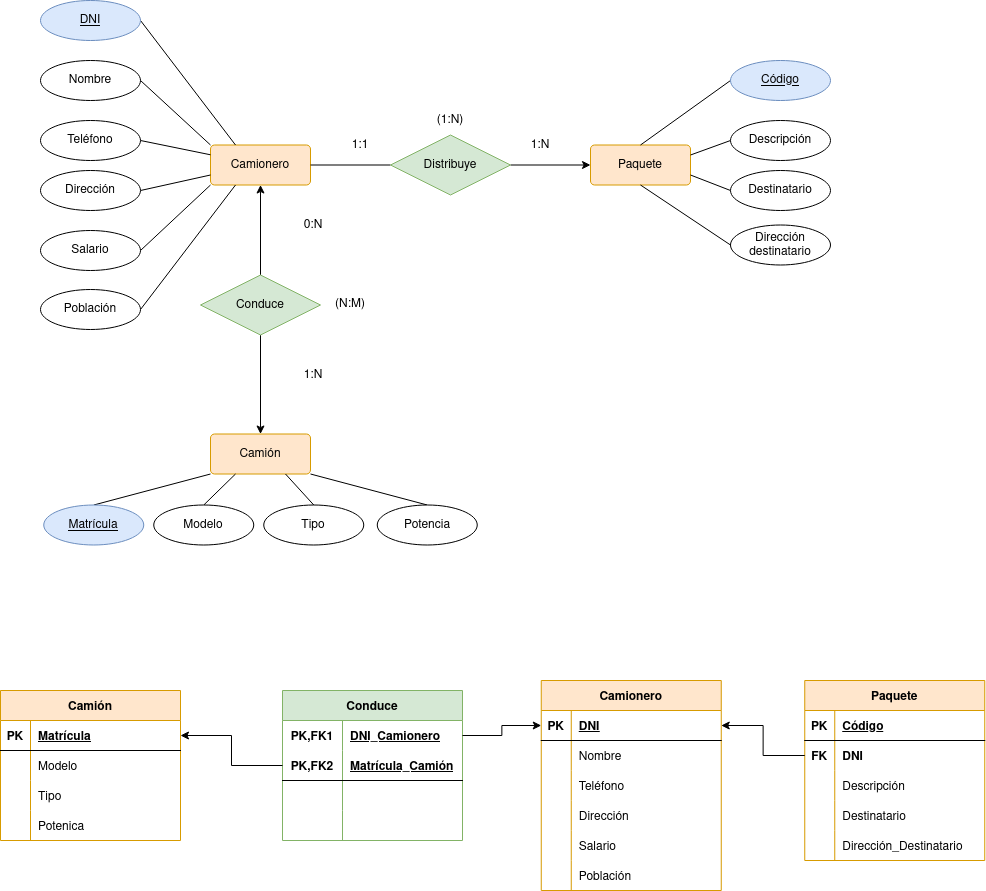 DNI
Nombre
Teléfono
Dirección
Salario
Población
Camionero
1:1
(1:N)
Distribuye
1:N
Paquete
Código
Descripción
Destinatario
Dirección
destinatario
0:N
Conduce
(N:M)
1:N
Camión
Matrícula
Modelo
Tipo
Potencia
Camión
PK Matrícula
Modelo
Tipo
Potenica
Conduce
PK,FK1 DNI_Camionero
PK,FK2 Matrícula_Camión
Camionero
PK DNI
Nombre
Teléfono
Dirección
Salario
Población
Paquete
PK Código
FK DNI
Descripción
Destinatario
Dirección_Destinatario